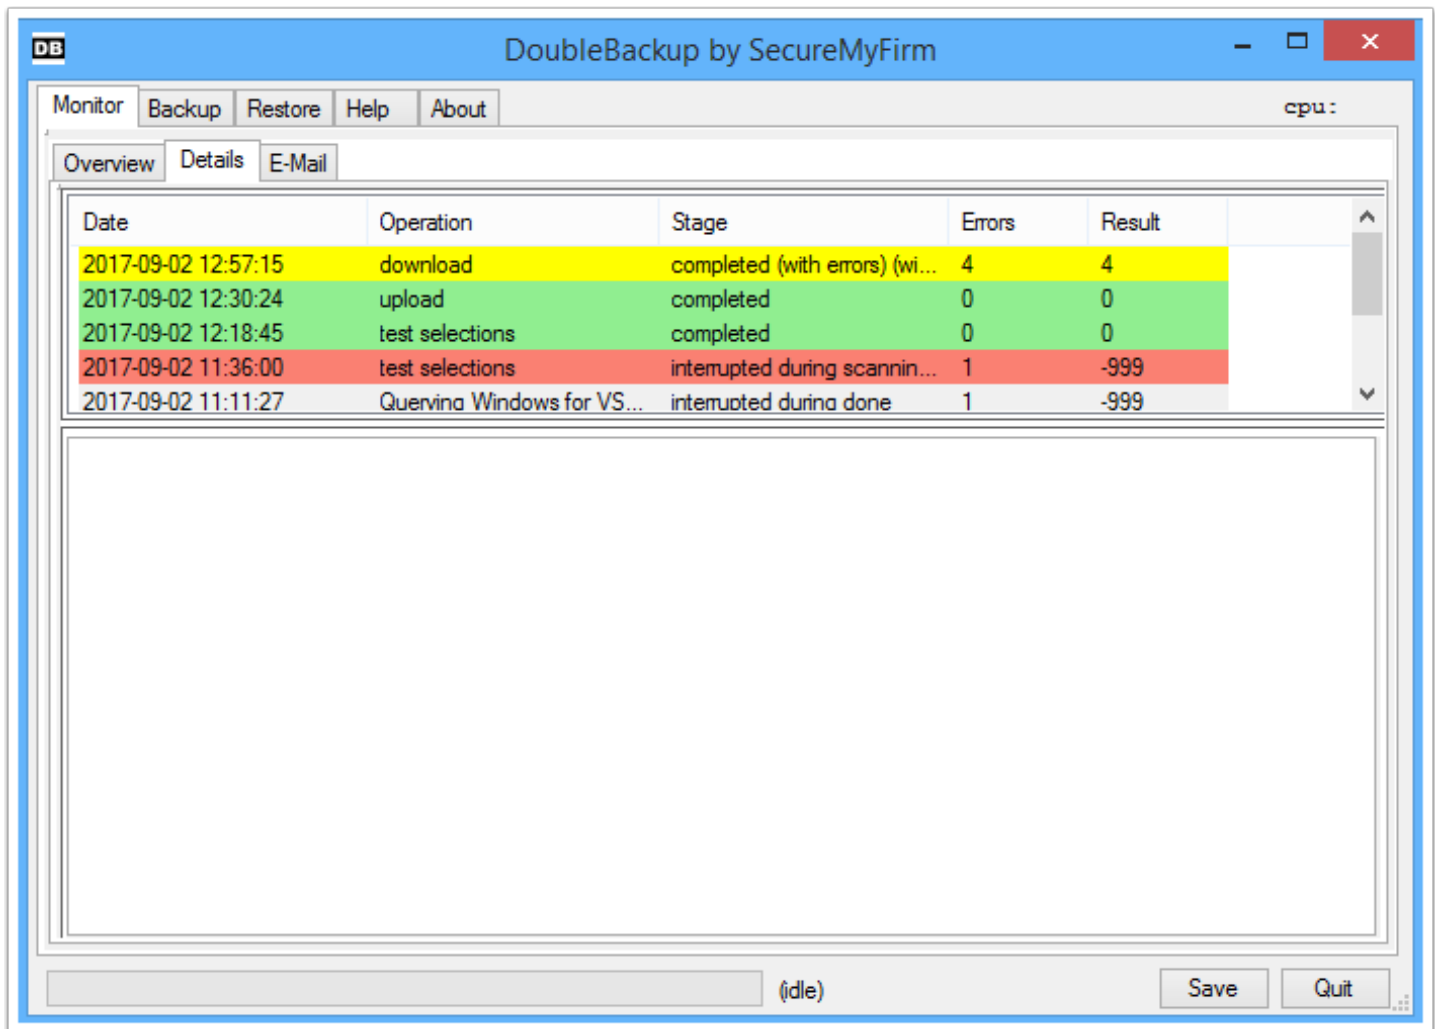 DB DoubleBackup by SecureMyFirm
Monitor Backup Restore Help About cpu:
Overview Details E-Mail
Date Operation Stage Errors Result
2017-09-02 12:57:15 download completed (with errors) (wi... 4 4
2017-09-02 12:30:24 upload completed 0 0
2017-09-02 12:18:45 test selections completed 0 0
2017-09-02 11:36:00 test selections interrupted during scannin... 1 -999
2017-09-02 11:11:27 Querying Windows for VS... interrupted during done 1 -999
(idle) Save Quit